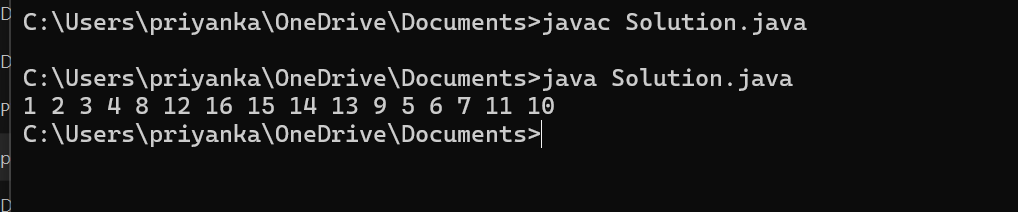 C:\Users\priyanka\OneDrive\Documents>javac Solution.java
C:\Users\priyanka\OneDrive\Documents>java Solution.java
1 2 3 4 8 12 16 15 14 13 9 5 6 7 11 10
C:\Users\priyanka\OneDrive\Documents>